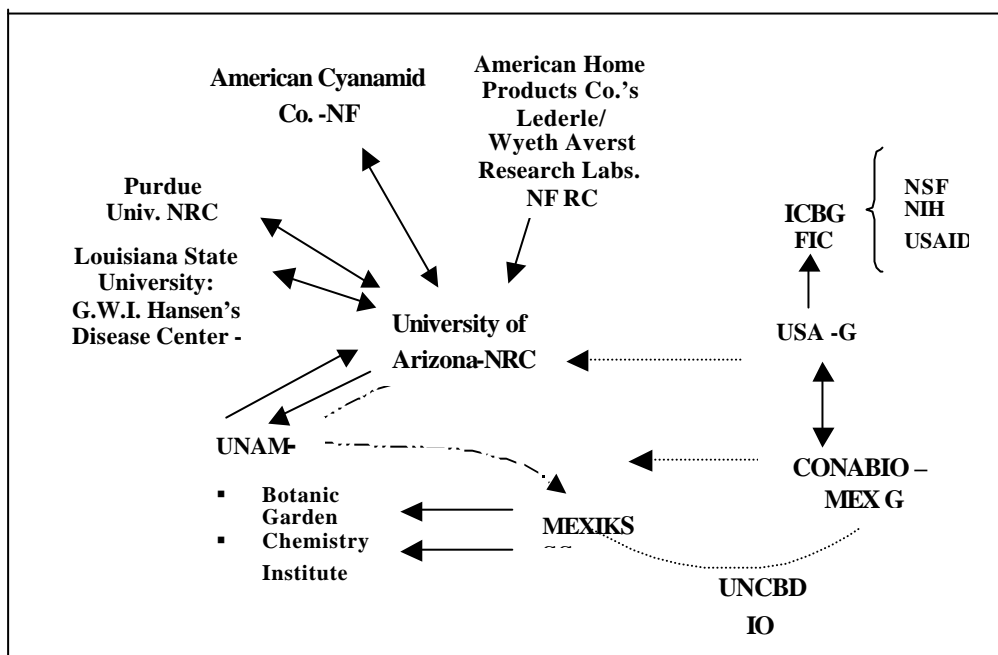 American Cyanamid
Co. -NF
American Home
Products Co.'s
Lederle/
Wyeth Averst
Research Labs.
NF RC
Purdue
Univ. NRC
Louisiana State
University:
G.W.I. Hansen's
Disease Center -
ICBG
FIC
NSF
NIH
USAID
University of
Arizona-NRC
USA -G
UNAM-
CONABIO –
MEX G
▪ Botanic
Garden
▪ Chemistry
Institute
MEXIKS
UNCBD
IO